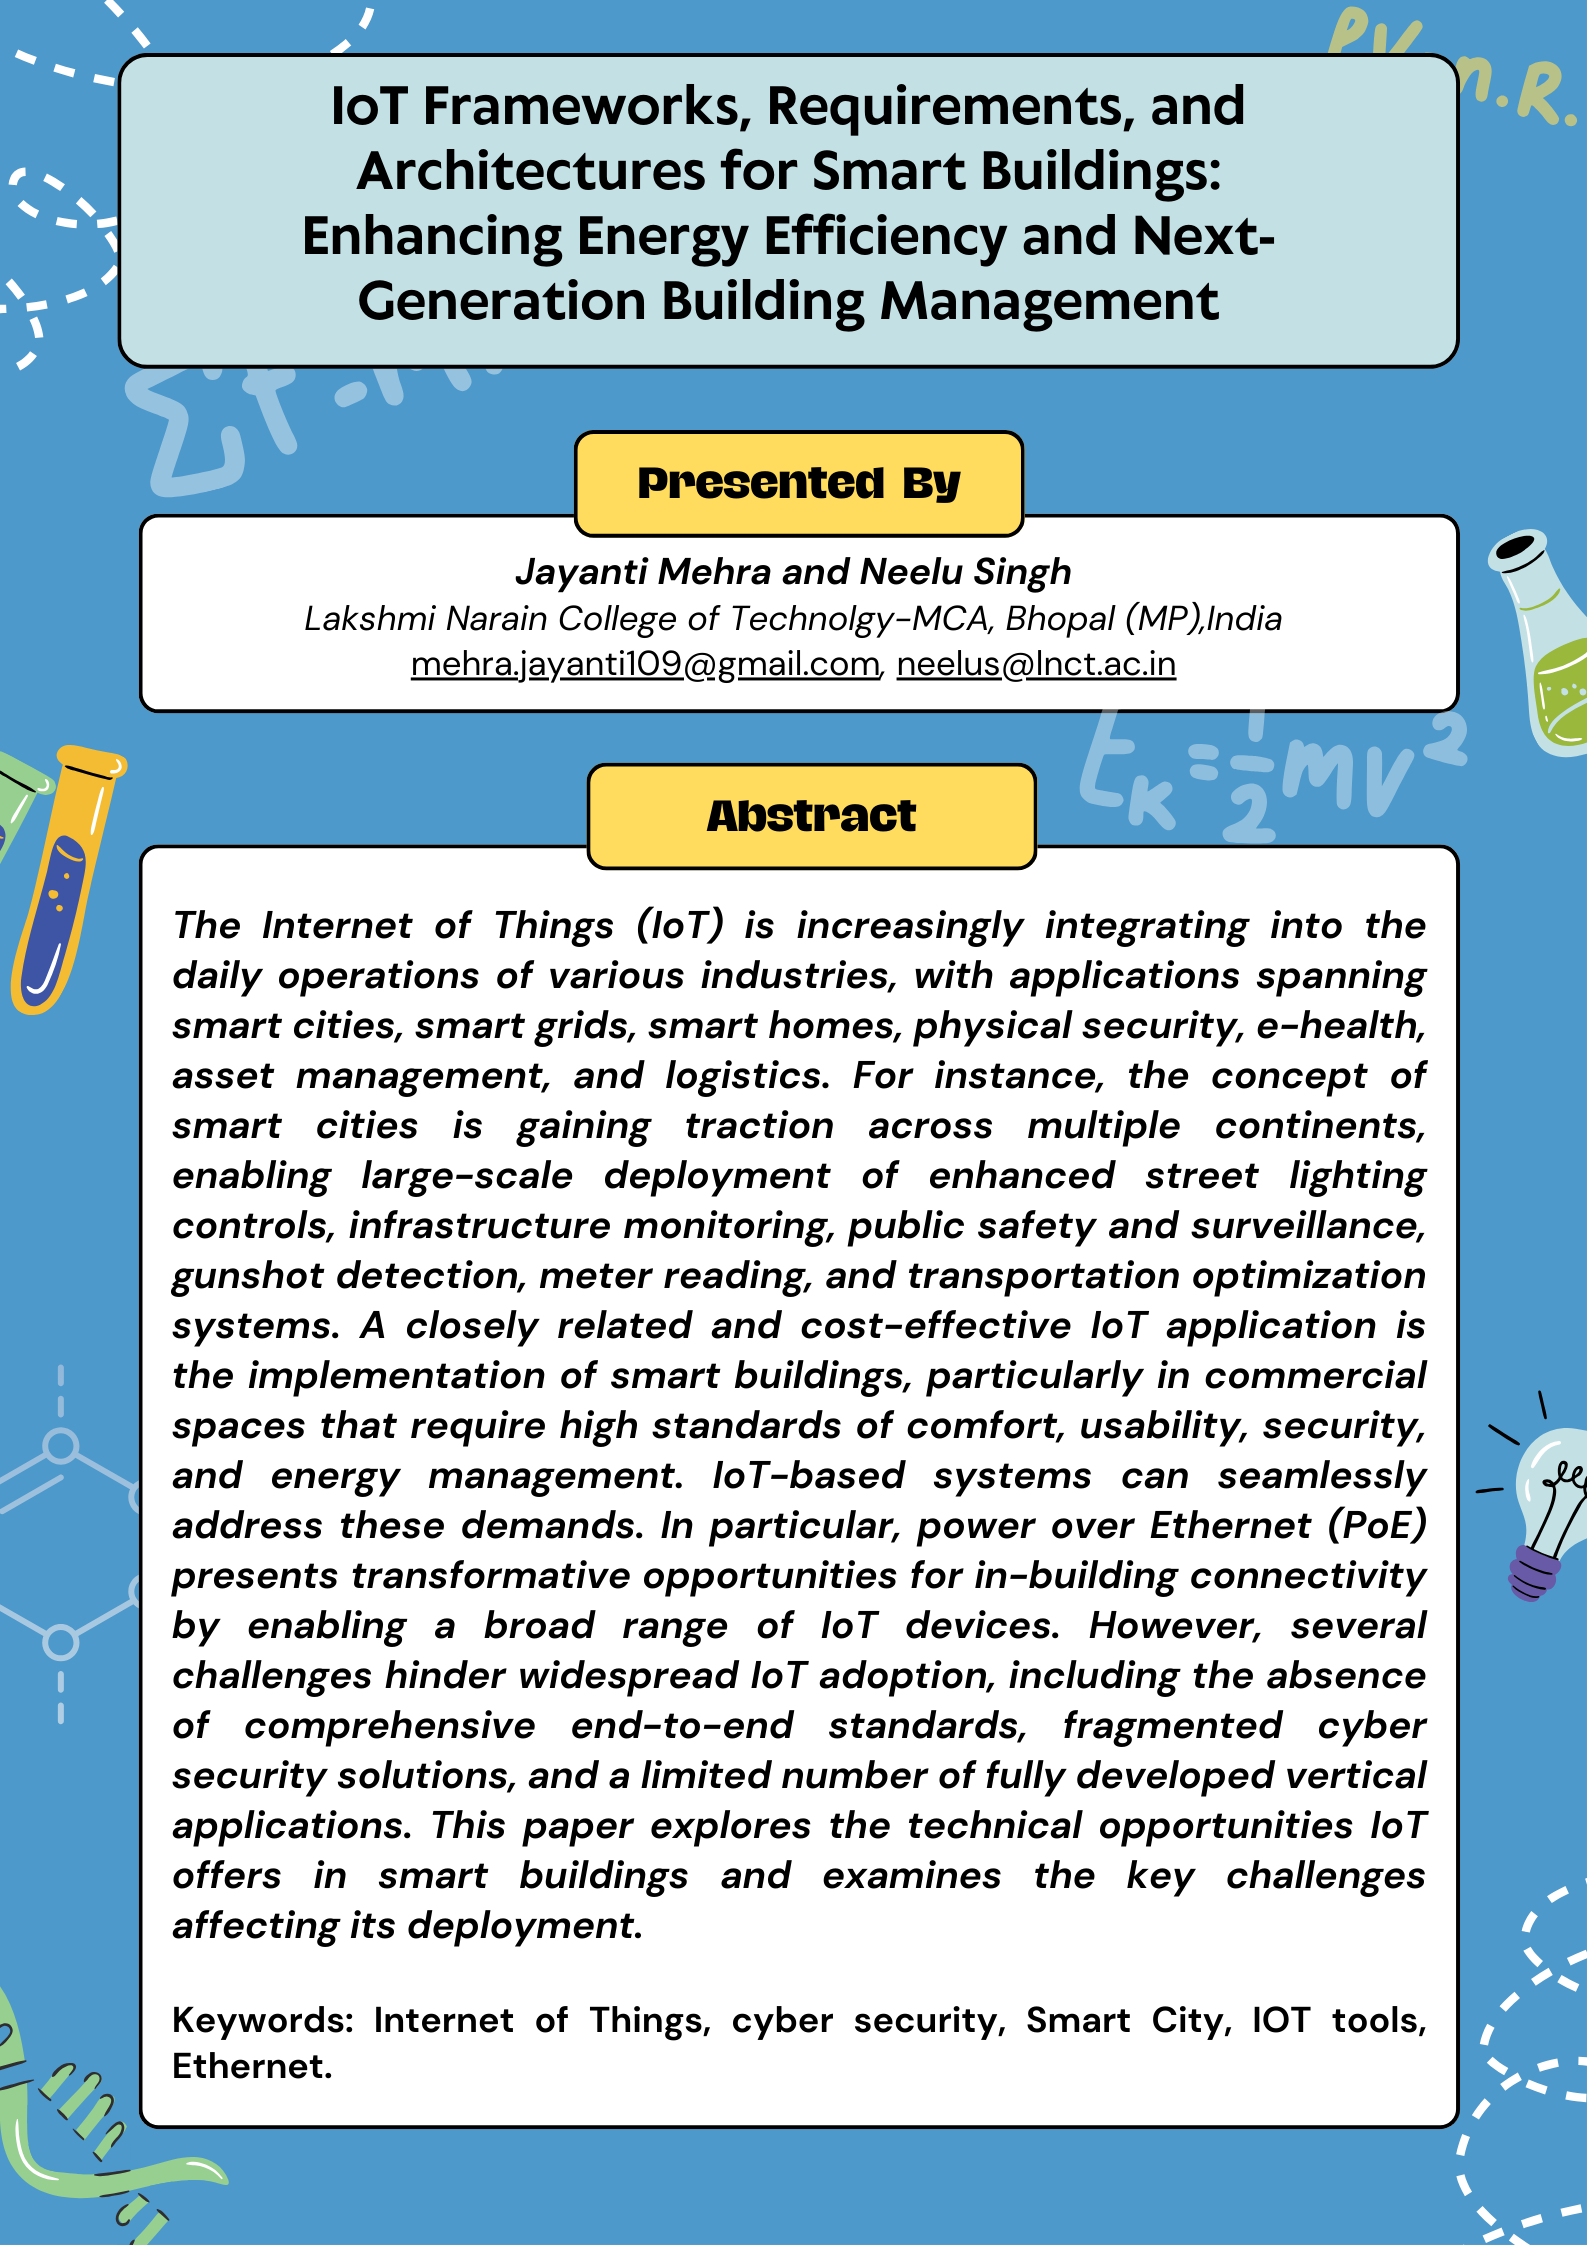 PV n.R.
IoT Frameworks, Requirements, and
Architectures for Smart Buildings:
Enhancing Energy Efficiency and Next-
Generation Building Management
Presented By
Jayanti Mehra and Neelu Singh
Lakshmi Narain College of Technolgy-MCA, Bhopal (MP),India
mehra.jayanti109@gmail.com, neelus@lnct.ac.in
Eₖ=½mv²
Abstract
The Internet of Things (IoT) is increasingly integrating into the
daily operations of various industries, with applications spanning
smart cities, smart grids, smart homes, physical security, e-health,
asset management, and logistics. For instance, the concept of
smart cities is gaining traction across multiple continents,
enabling large-scale deployment of enhanced street lighting
controls, infrastructure monitoring, public safety and surveillance,
gunshot detection, meter reading, and transportation optimization
systems. A closely related and cost-effective IoT application is
the implementation of smart buildings, particularly in commercial
spaces that require high standards of comfort, usability, security,
and energy management. IoT-based systems can seamlessly
address these demands. In particular, power over Ethernet (PoE)
presents transformative opportunities for in-building connectivity
by enabling a broad range of IoT devices. However, several
challenges hinder widespread IoT adoption, including the absence
of comprehensive end-to-end standards, fragmented cyber
security solutions, and a limited number of fully developed vertical
applications. This paper explores the technical opportunities IoT
offers in smart buildings and examines the key challenges
affecting its deployment.
Keywords: Internet of Things, cyber security, Smart City, IOT tools,
Ethernet.